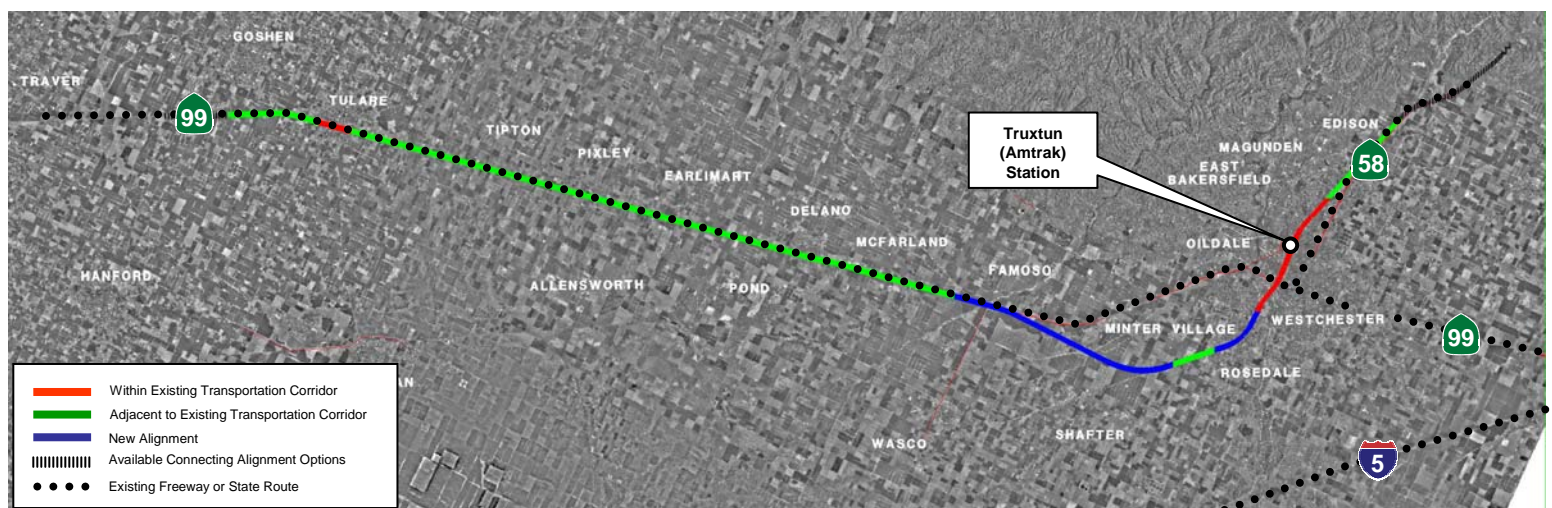 GOSHEN
TRAVER
99
TULARE
TIPTON
PIXLEY
EARLIMART
DELANO
MCFARLAND
Truxtun
(Amtrak)
Station
EDISON
MAGUNDEN
EAST
BAKERSFIELD
58
OILDALE
FAMOSO
HANFORD
ALLENSWORTH
POND
MINTER VILLAGE
WESTCHESTER
99
ROSEDALE
WASCO
SHAFTER
5
AN
Within Existing Transportation Corridor
Adjacent to Existing Transportation Corridor
New Alignment
Available Connecting Alignment Options
Existing Freeway or State Route